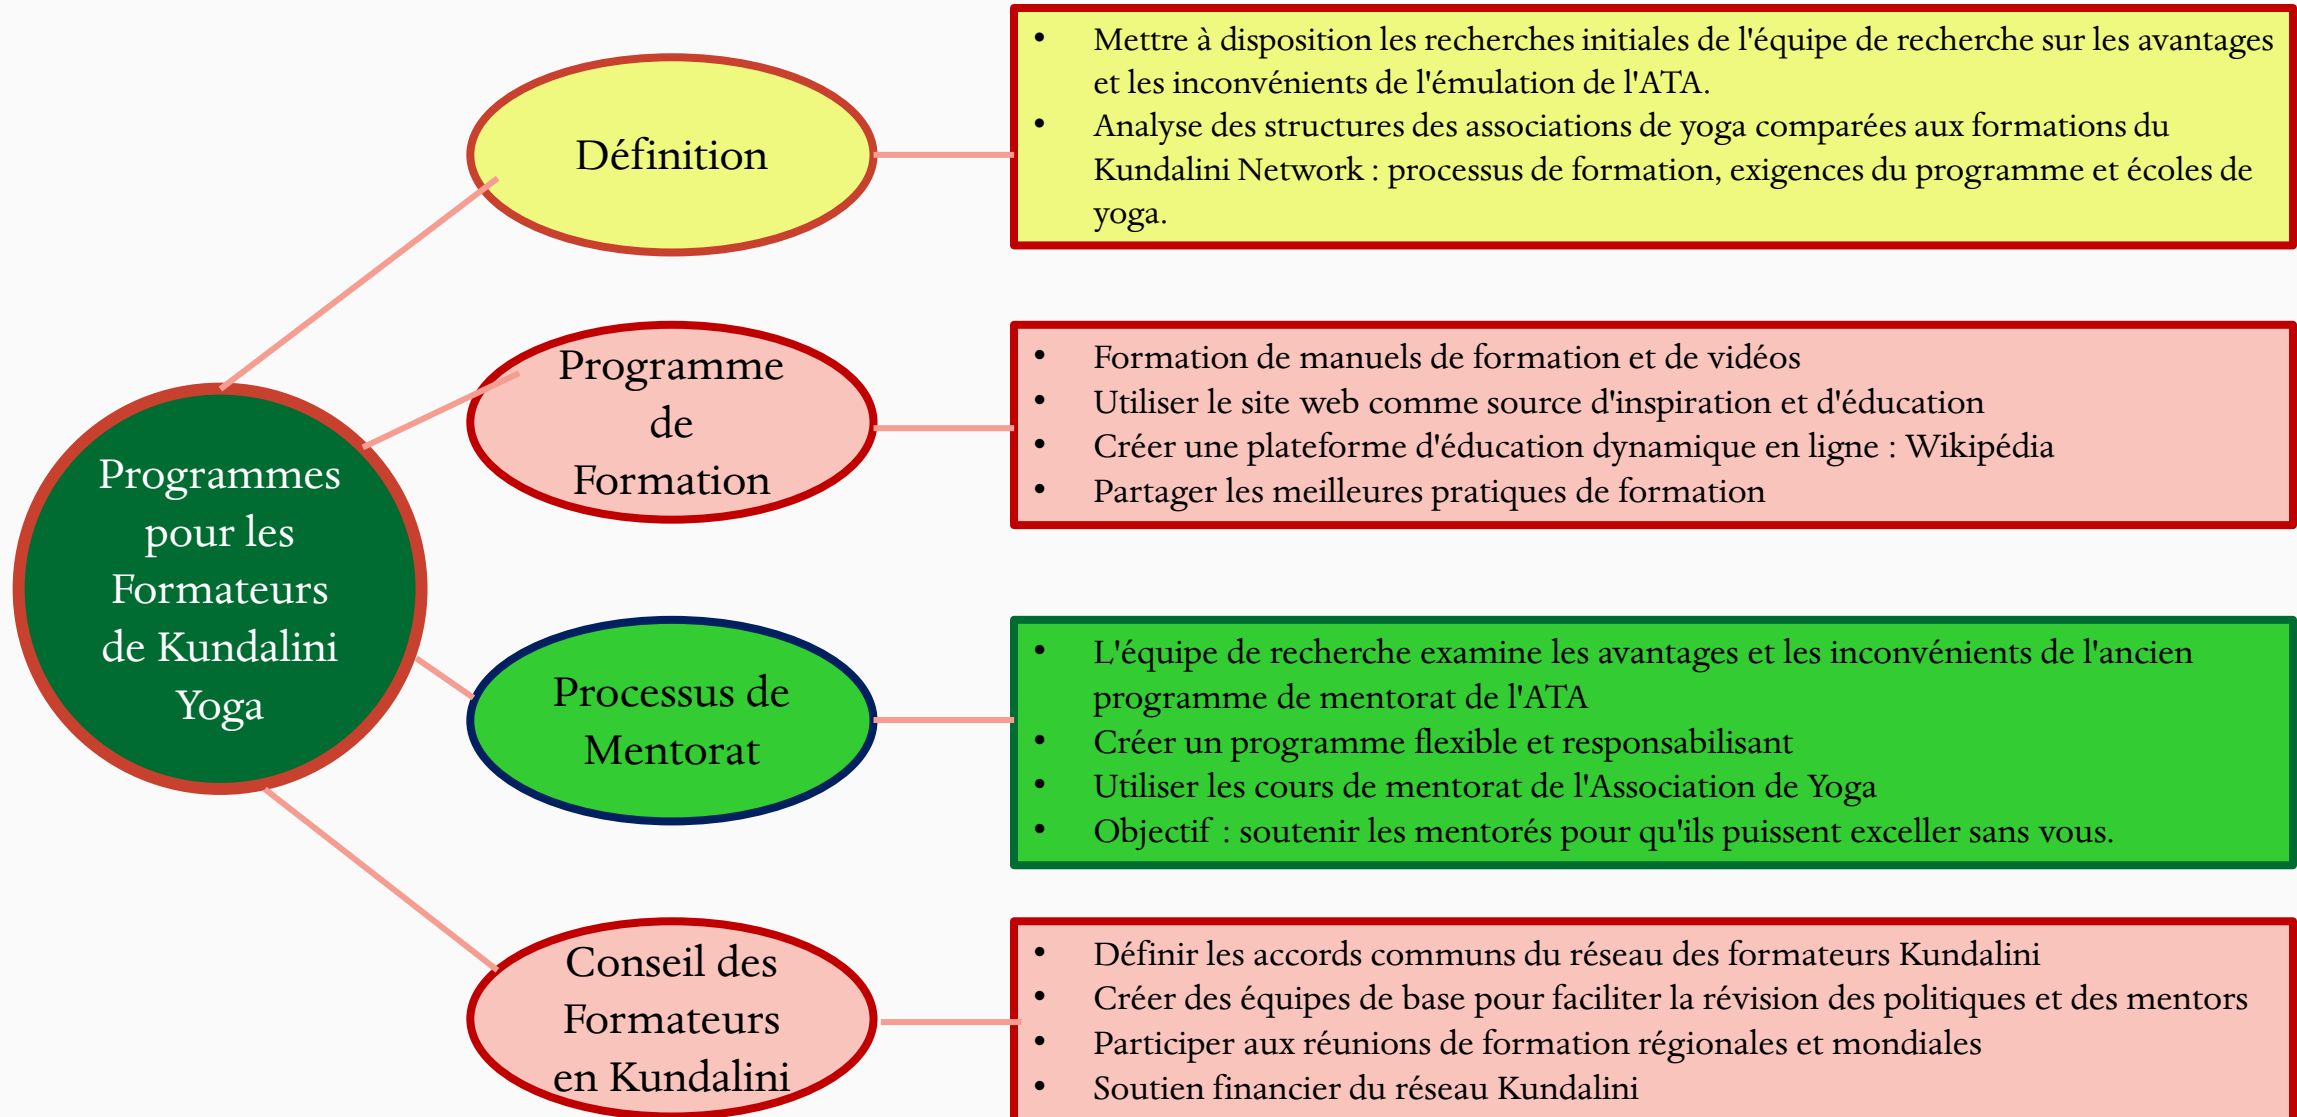 Programmes
pour les
Formateurs
de Kundalini
Yoga
Définition
• Mettre à disposition les recherches initiales de l'équipe de recherche sur les avantages
et les inconvénients de l'émulation de l'ATA.
• Analyse des structures des associations de yoga comparées aux formations du
Kundalini Network : processus de formation, exigences du programme et écoles de
yoga.
Programme
de
Formation
• Formation de manuels de formation et de vidéos
• Utiliser le site web comme source d'inspiration et d'éducation
• Créer une plateforme d'éducation dynamique en ligne : Wikipédia
• Partager les meilleures pratiques de formation
Processus de
Mentorat
• L'équipe de recherche examine les avantages et les inconvénients de l'ancien
programme de mentorat de l'ATA
• Créer un programme flexible et responsabilisant
• Utiliser les cours de mentorat de l'Association de Yoga
• Objectif : soutenir les mentorés pour qu'ils puissent exceller sans vous.
Conseil des
Formateurs
en Kundalini
• Définir les accords communs du réseau des formateurs Kundalini
• Créer des équipes de base pour faciliter la révision des politiques et des mentors
• Participer aux réunions de formation régionales et mondiales
• Soutien financier du réseau Kundalini